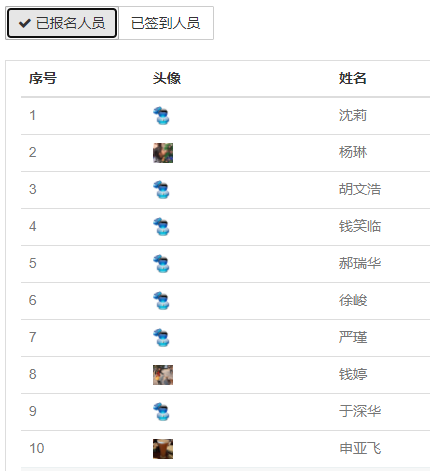 已报名人员 已签到人员
序号 头像 姓名
1 沈莉
2 杨琳
3 胡文浩
4 钱笑临
5 郝瑞华
6 徐峻
7 严瑾
8 钱婷
9 于深华
10 申亚飞